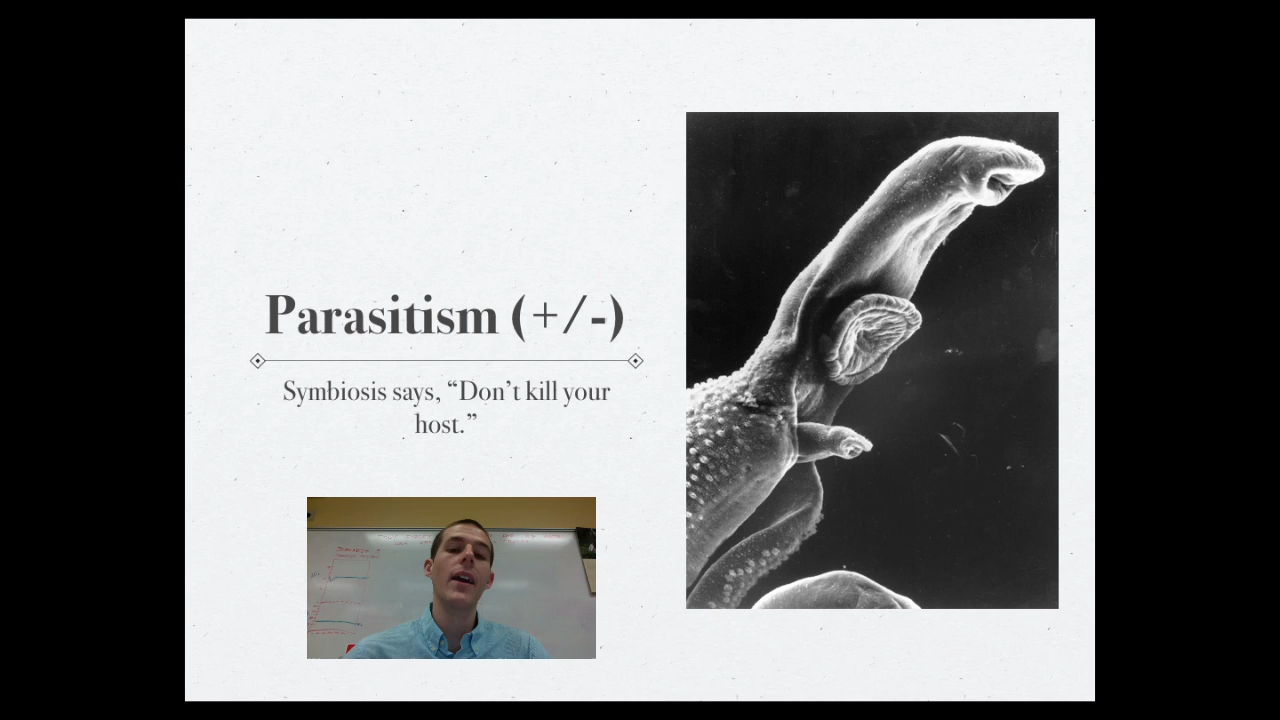 Parasitism (+/-)
Symbiosis says, “Don’t kill your
host.”